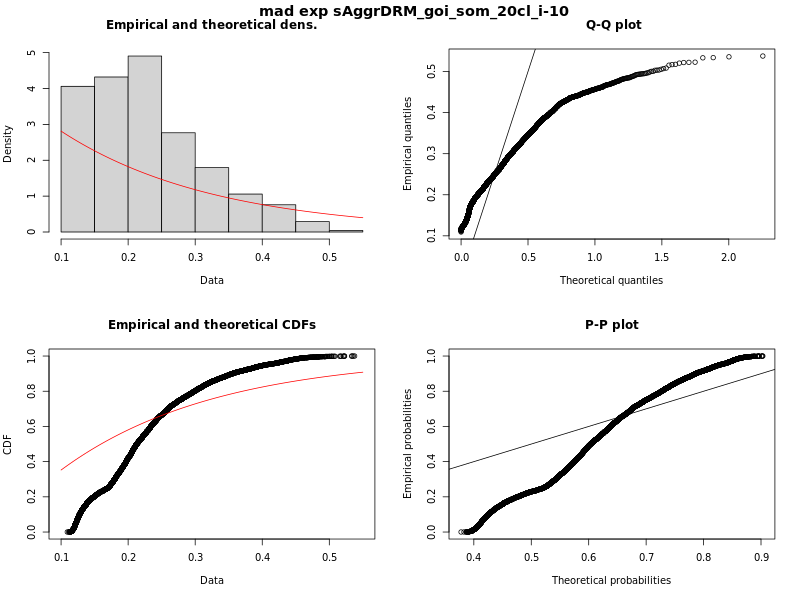 mad exp sAggrDRM_goi_som_20cl_i-10
Empirical and theoretical dens.
Density
0 1 2 3 4 5
0.1 0.2 0.3 0.4 0.5
Data
Q-Q plot
Empirical quantiles
0.1 0.2 0.3 0.4 0.5
0.0 0.5 1.0 1.5 2.0
Theoretical quantiles
Empirical and theoretical CDFs
CDF
0.0 0.2 0.4 0.6 0.8 1.0
0.1 0.2 0.3 0.4 0.5
Data
P-P plot
Empirical probabilities
0.0 0.2 0.4 0.6 0.8 1.0
0.4 0.5 0.6 0.7 0.8 0.9
Theoretical probabilities